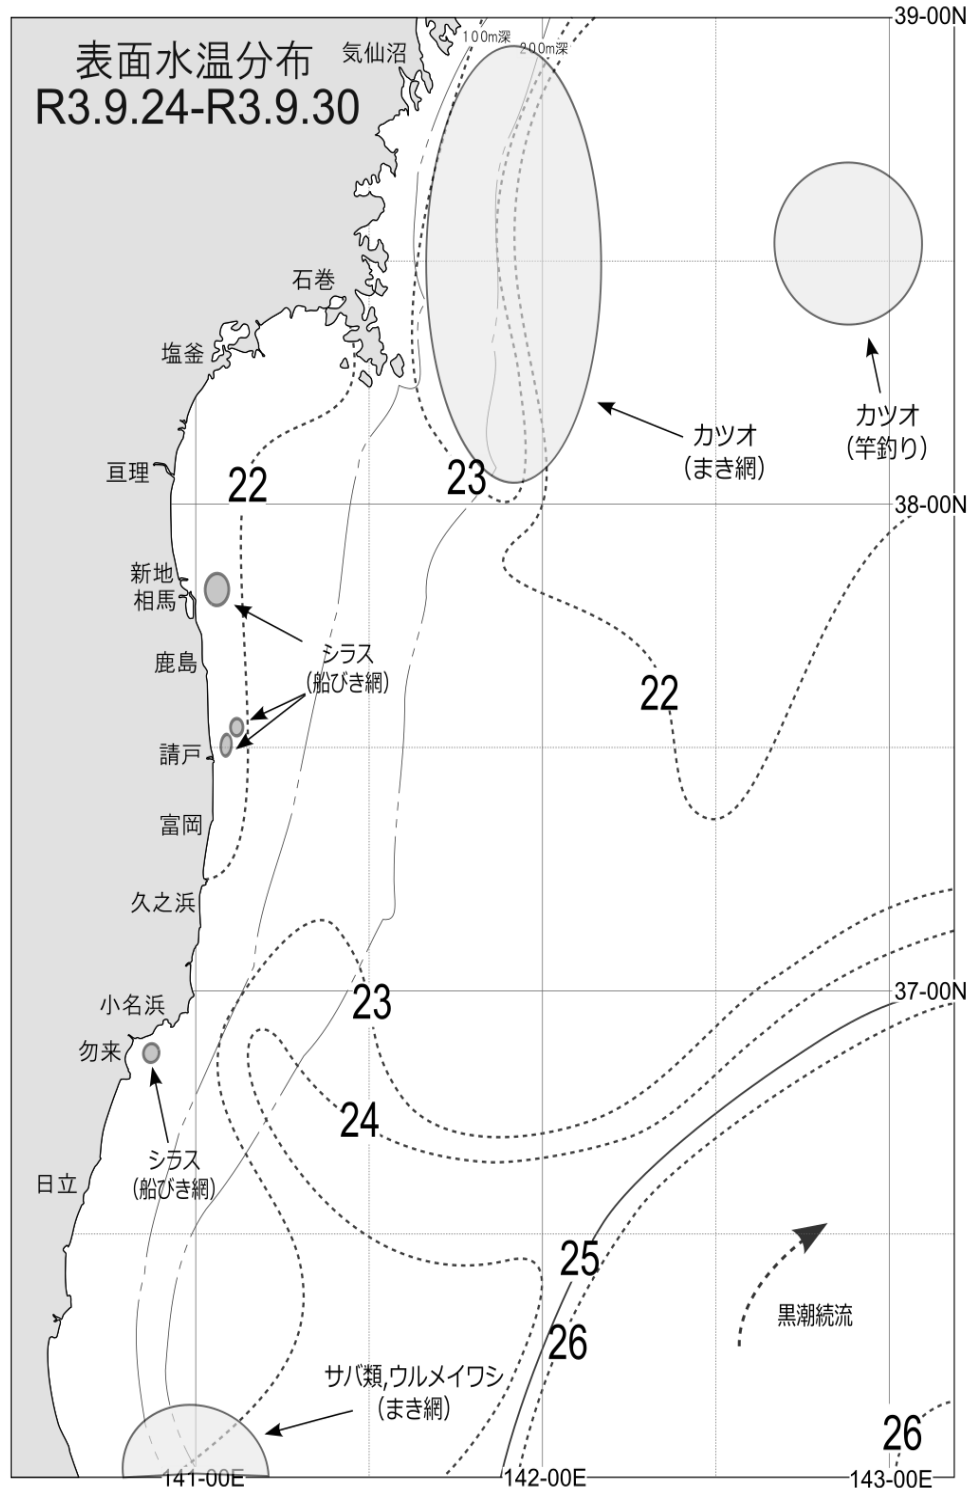 表面水温分布
R3.9.24-R3.9.30
39-00N
100m深
200m深
気仙沼
石巻
塩釜
カツオ
(竿釣り)
カツオ
(まき網)
亘理
22
23
38-00N
新地
相馬
シラス
(船びき網)
鹿島
22
請戸
富岡
久之浜
37-00N
23
小名浜
勿来
24
シラス
(船びき網)
日立
25
黒潮続流
26
サバ類,ウルメイワシ
(まき網)
26
141-00E
142-00E
143-00E